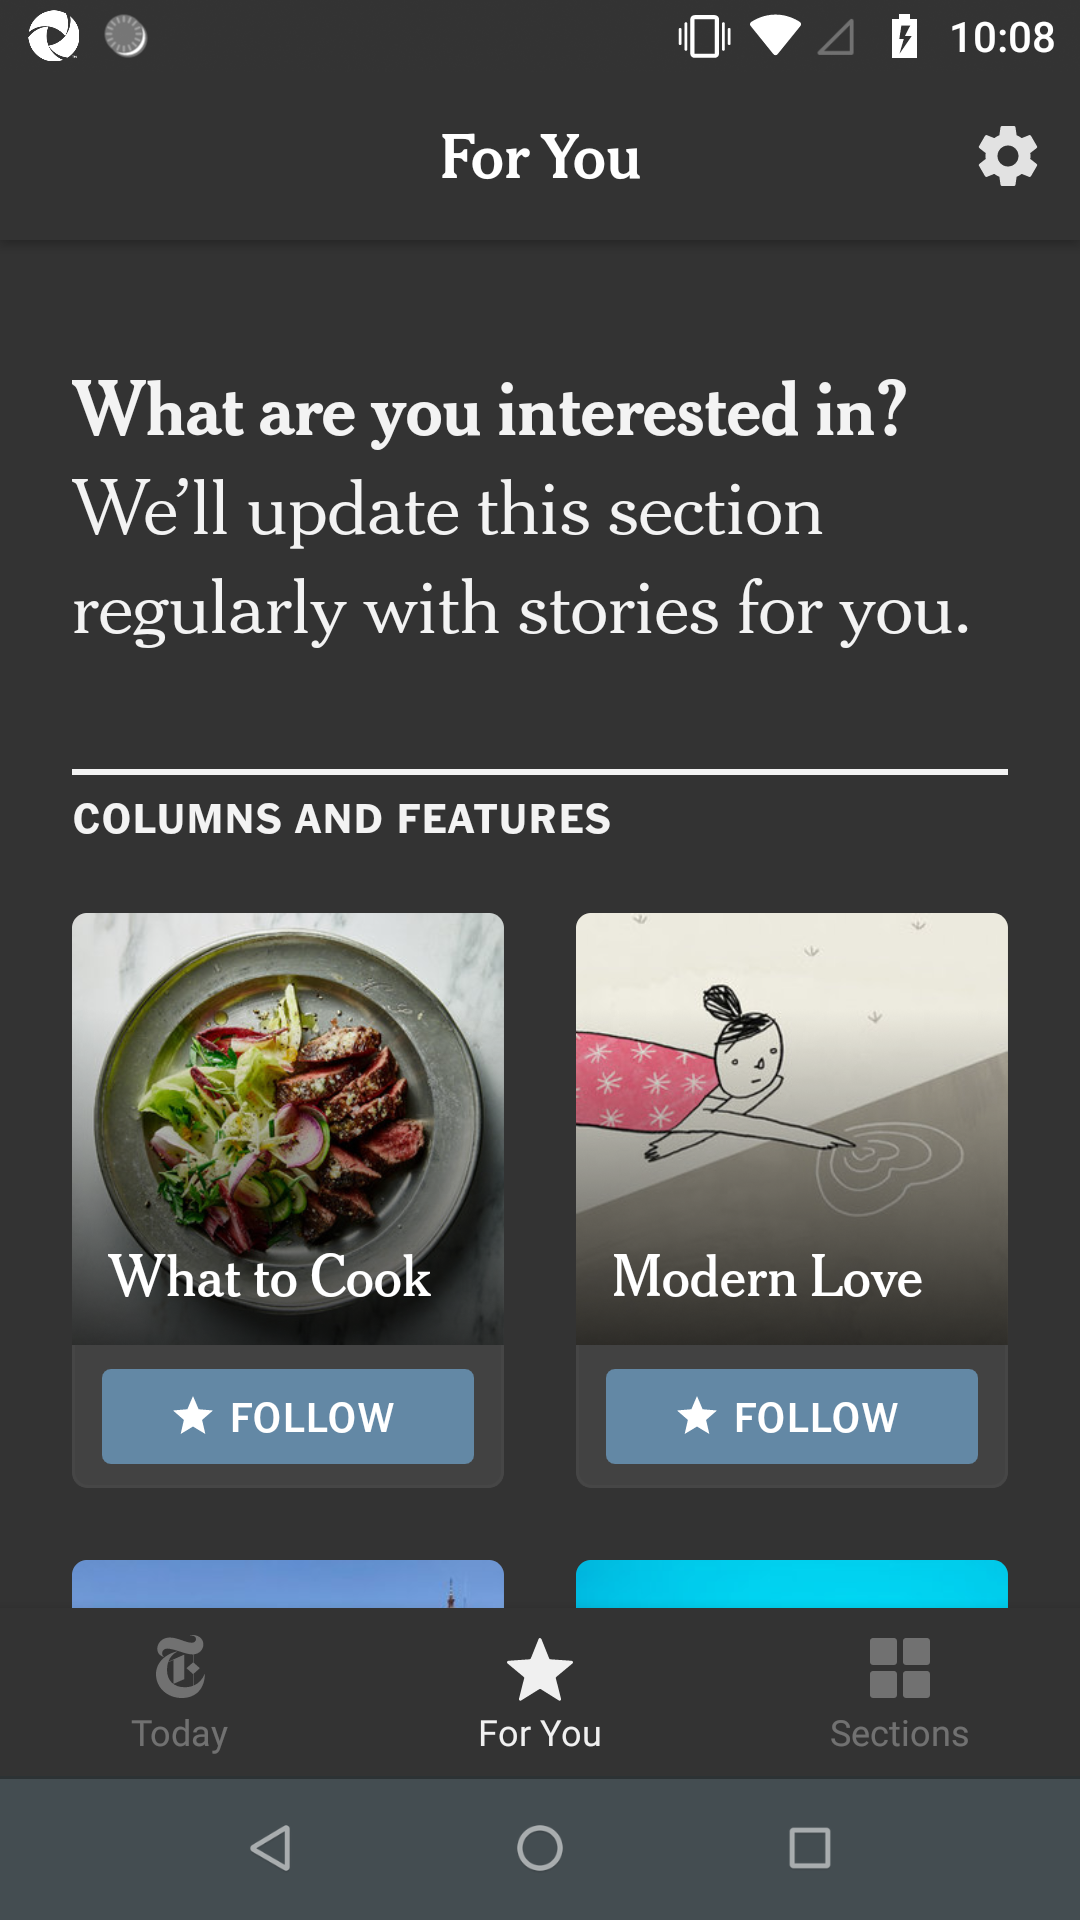 10:08
For You
What are you interested in?
We’ll update this section
regularly with stories for you.
COLUMNS AND FEATURES
What to Cook
Modern Love
FOLLOW
FOLLOW
Today
For You
Sections